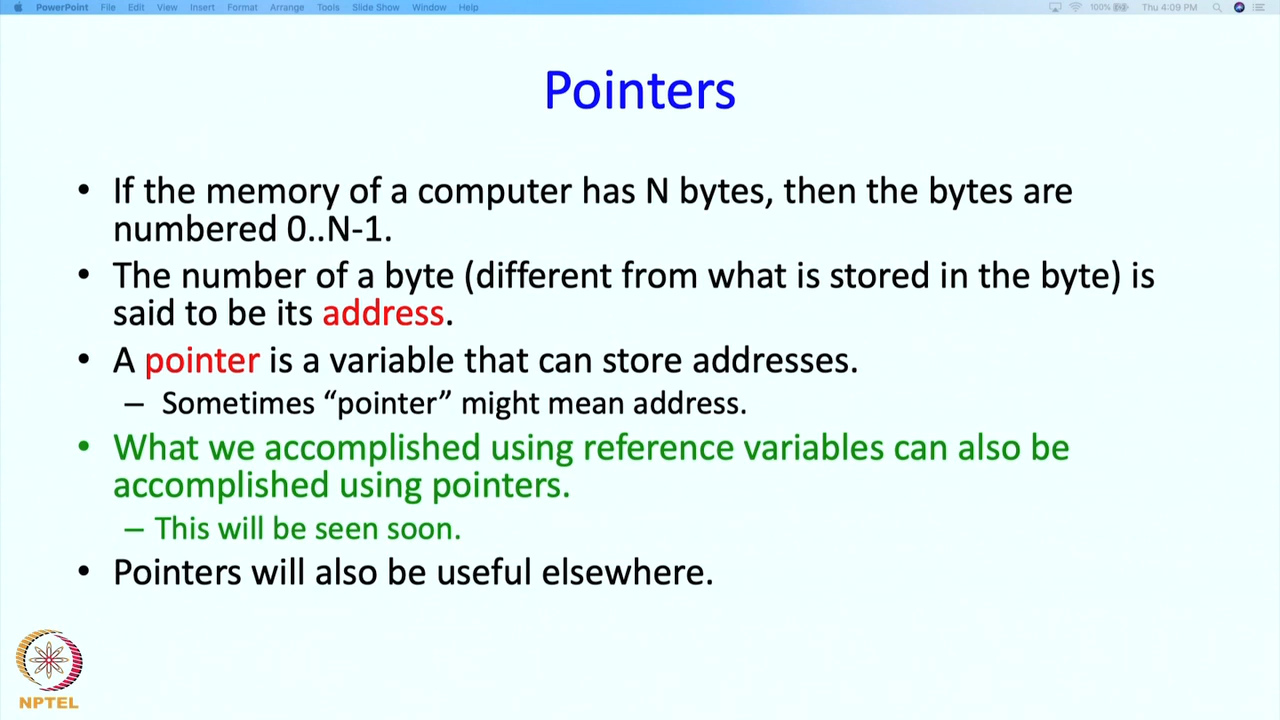 PowerPoint File Edit View Insert Format Arrange Tools Slide Show Window Help 100% Thu 4:09 PM
Pointers
• If the memory of a computer has N bytes, then the bytes are
numbered 0..N-1.
• The number of a byte (different from what is stored in the byte) is
said to be its address.
• A pointer is a variable that can store addresses.
– Sometimes “pointer” might mean address.
• What we accomplished using reference variables can also be
accomplished using pointers.
– This will be seen soon.
• Pointers will also be useful elsewhere.
NPTEL